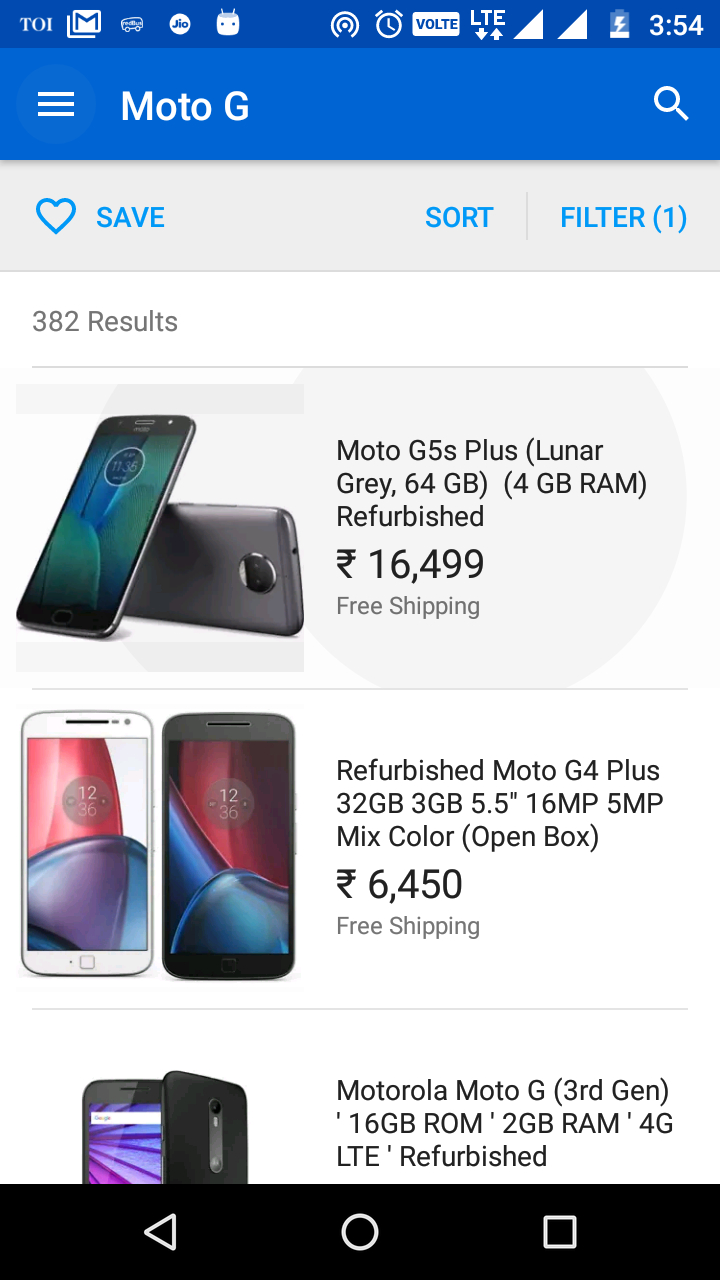 TOI redBus Jio VOLTE LTE 3:54
Moto G
SAVE SORT FILTER (1)
382 Results
11:35
Moto G5s Plus (Lunar
Grey, 64 GB)  (4 GB RAM)
Refurbished
₹ 16,499
Free Shipping
12
36
12
36
Refurbished Moto G4 Plus
32GB 3GB 5.5" 16MP 5MP
Mix Color (Open Box)
₹ 6,450
Free Shipping
Google
Motorola Moto G (3rd Gen)
' 16GB ROM ' 2GB RAM ' 4G
LTE ' Refurbished